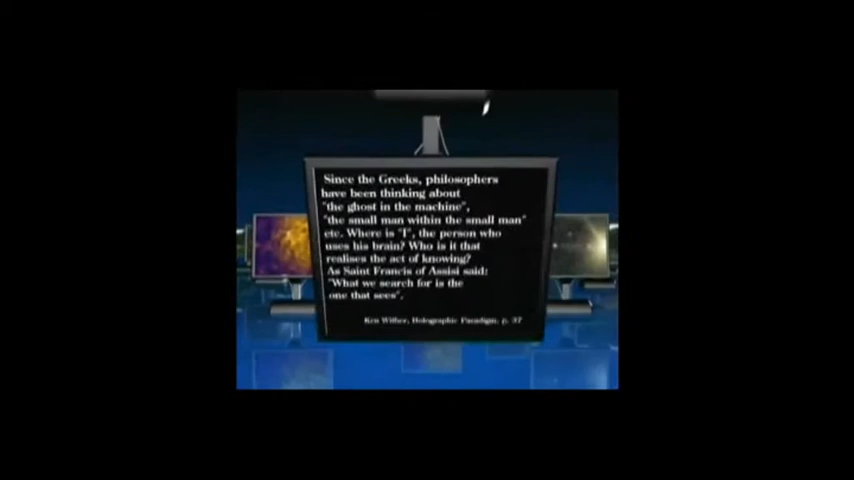 Since the Greeks, philosophers
have been thinking about
"the ghost in the machine",
"the small man within the small man"
etc. Where is "I", the person who
uses his brain? Who is it that
realises the act of knowing?
As Saint Francis of Assisi said:
"What we search for is the
one that sees".
Ken Wilber, Holographic Paradigm, p. 37